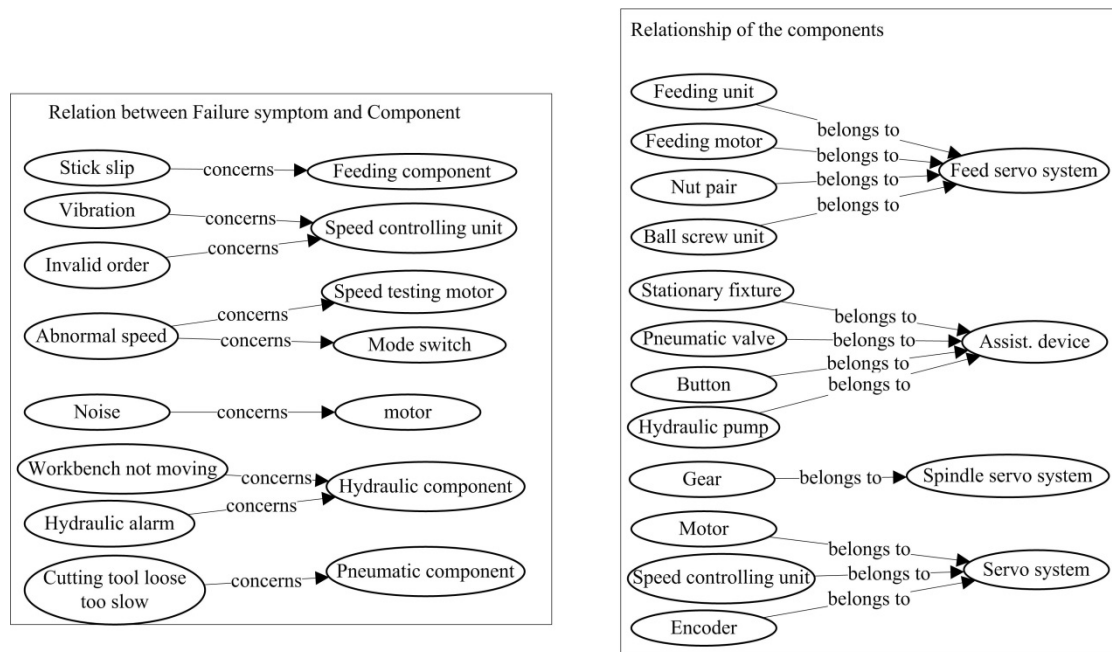 Relation between Failure symptom and Component
Stick slip
concerns
Feeding component
Vibration
concerns
Speed controlling unit
Invalid order
concerns
Abnormal speed
concerns
Speed testing motor
concerns
Mode switch
Noise
concerns
motor
Workbench not moving
concerns
Hydraulic component
Hydraulic alarm
concerns
Cutting tool loose
too slow
concerns
Pneumatic component
Relationship of the components
Feeding unit
belongs to
Feeding motor
belongs to
Feed servo system
Nut pair
belongs to
Ball screw unit
belongs to
Stationary fixture
belongs to
Pneumatic valve
belongs to
Assist. device
Button
belongs to
Hydraulic pump
belongs to
Gear
belongs to
Spindle servo system
Motor
belongs to
Speed controlling unit
belongs to
Servo system
Encoder
belongs to